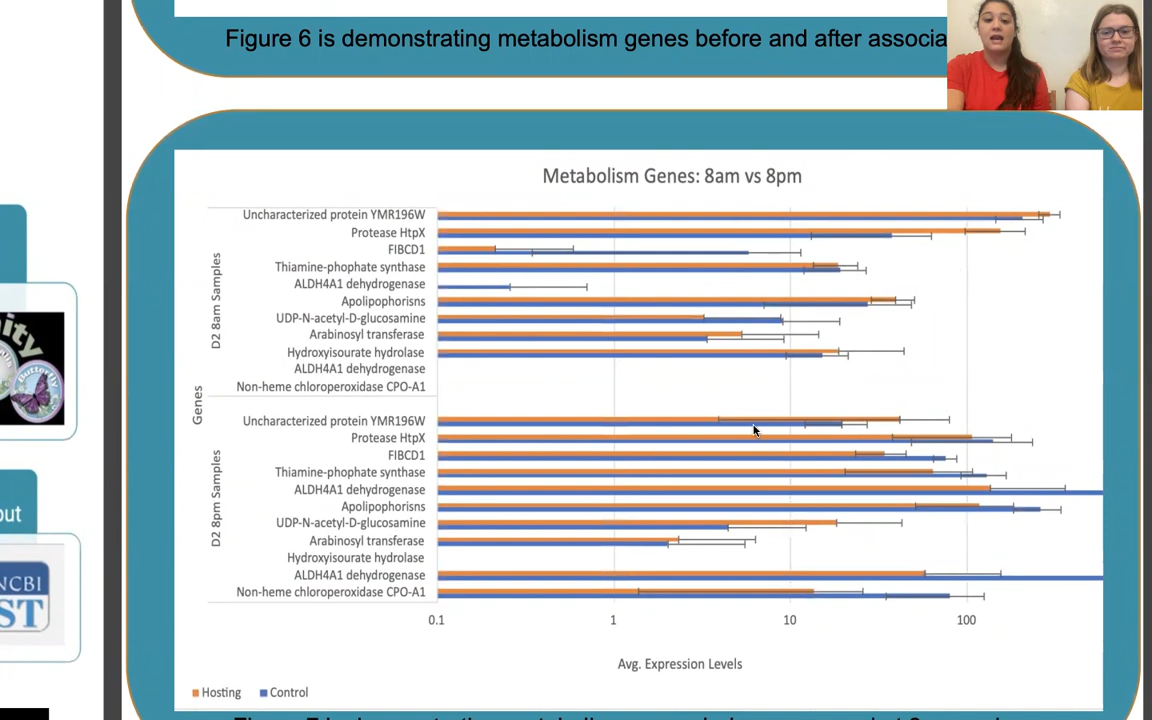 Figure 6 is demonstrating metabolism genes before and after associa
Metabolism Genes: 8am vs 8pm
Genes
D2 8am Samples
Uncharacterized protein YMR196W
Protease HtpX
FIBCD1
Thiamine-phophate synthase
ALDH4A1 dehydrogenase
Apolipophorisns
UDP-N-acetyl-D-glucosamine
Arabinosyl transferase
Hydroxyisourate hydrolase
ALDH4A1 dehydrogenase
Non-heme chloroperoxidase CPO-A1
D2 8pm Samples
Uncharacterized protein YMR196W
Protease HtpX
FIBCD1
Thiamine-phophate synthase
ALDH4A1 dehydrogenase
Apolipophorisns
UDP-N-acetyl-D-glucosamine
Arabinosyl transferase
Hydroxyisourate hydrolase
ALDH4A1 dehydrogenase
Non-heme chloroperoxidase CPO-A1
0.1 1 10 100
Avg. Expression Levels
Hosting Control
nity
Butterfly
out
NCBI
ST